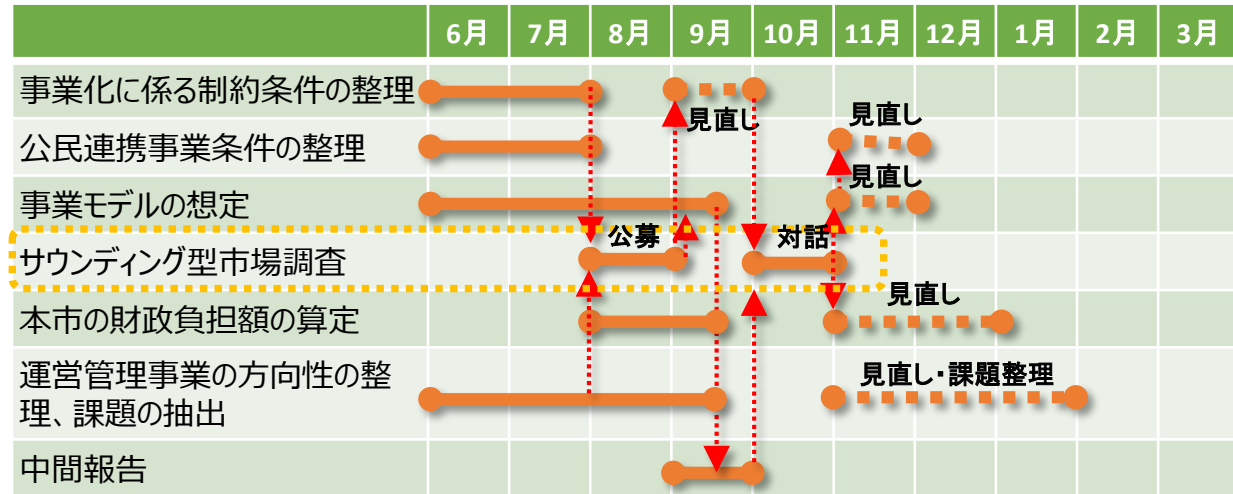 6月 7月 8月 9月 10月 11月 12月 1月 2月 3月
事業化に係る制約条件の整理
見直し
公民連携事業条件の整理
見直し
事業モデルの想定
見直し
サウンディング型市場調査
公募
対話
本市の財政負担額の算定
見直し
運営管理事業の方向性の整
理、課題の抽出
見直し・課題整理
中間報告